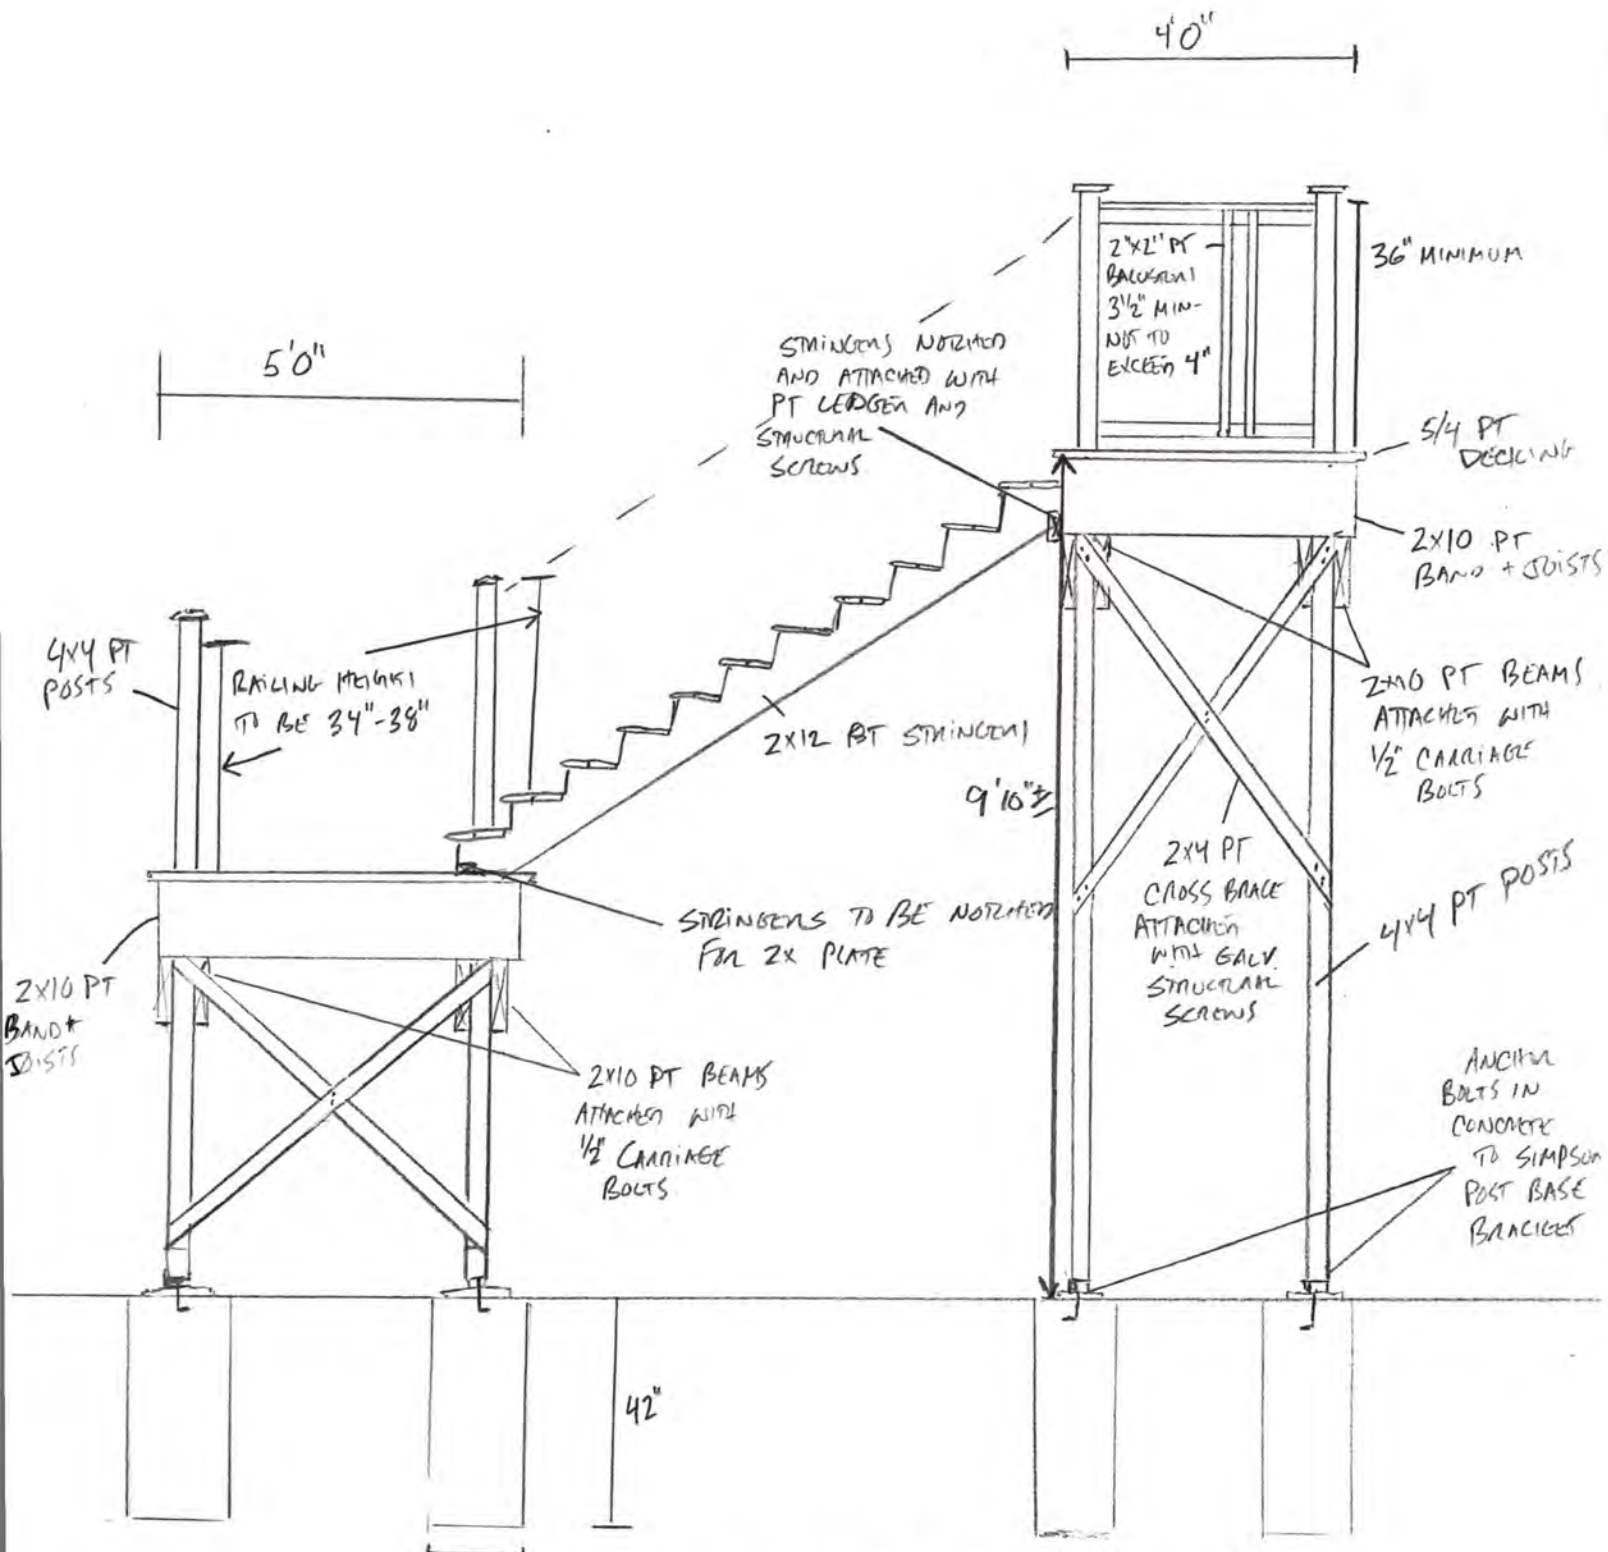 4'0"
2"x2" PT
BALUSTERS
3 1/2" MIN-
NOT TO
EXCEED 4"
36" MINIMUM
5'0"
STRINGERS NOTCHED
AND ATTACHED WITH
PT LEDGER AND
STRUCTURAL
SCREWS
5/4 PT
DECKING
2x10 PT
BAND + JOISTS
4x4 PT
POSTS
RAILING HEIGHT
TO BE 34"-38"
2x12 PT STRINGERS
2x10 PT BEAMS
ATTACHED WITH
1/2" CARRIAGE
BOLTS
9'10"±
2x4 PT
CROSS BRACE
ATTACHED
WITH GALV.
STRUCTURAL
SCREWS
4x4 PT POSTS
STRINGERS TO BE NOTCHED
FOR 2x PLATE
2x10 PT
BAND +
JOISTS
2x10 PT BEAMS
ATTACHED WITH
1/2" CARRIAGE
BOLTS
ANCHOR
BOLTS IN
CONCRETE
TO SIMPSON
POST BASE
BRACKET
42"